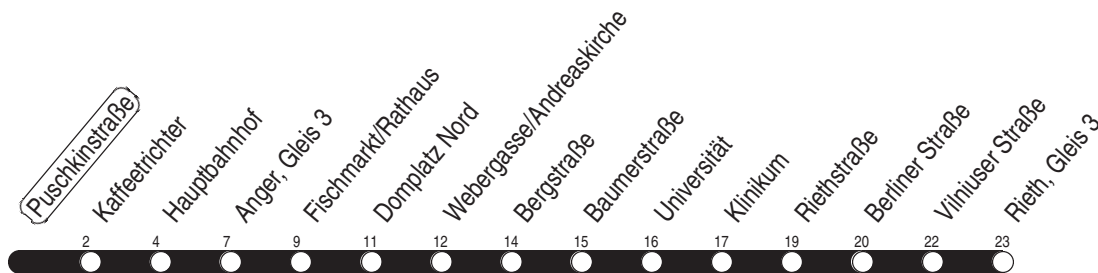 Puschkinstraße
Kaffeetrichter
Hauptbahnhof
Anger, Gleis 3
Fischmarkt/Rathaus
Domplatz Nord
Webergasse/Andreaskirche
Bergstraße
Baumerstraße
Universität
Klinikum
Riethstraße
Berliner Straße
Vilniuser Straße
Rieth, Gleis 3
2 4 7 9 11 12 14 15 16 17 19 20 22 23